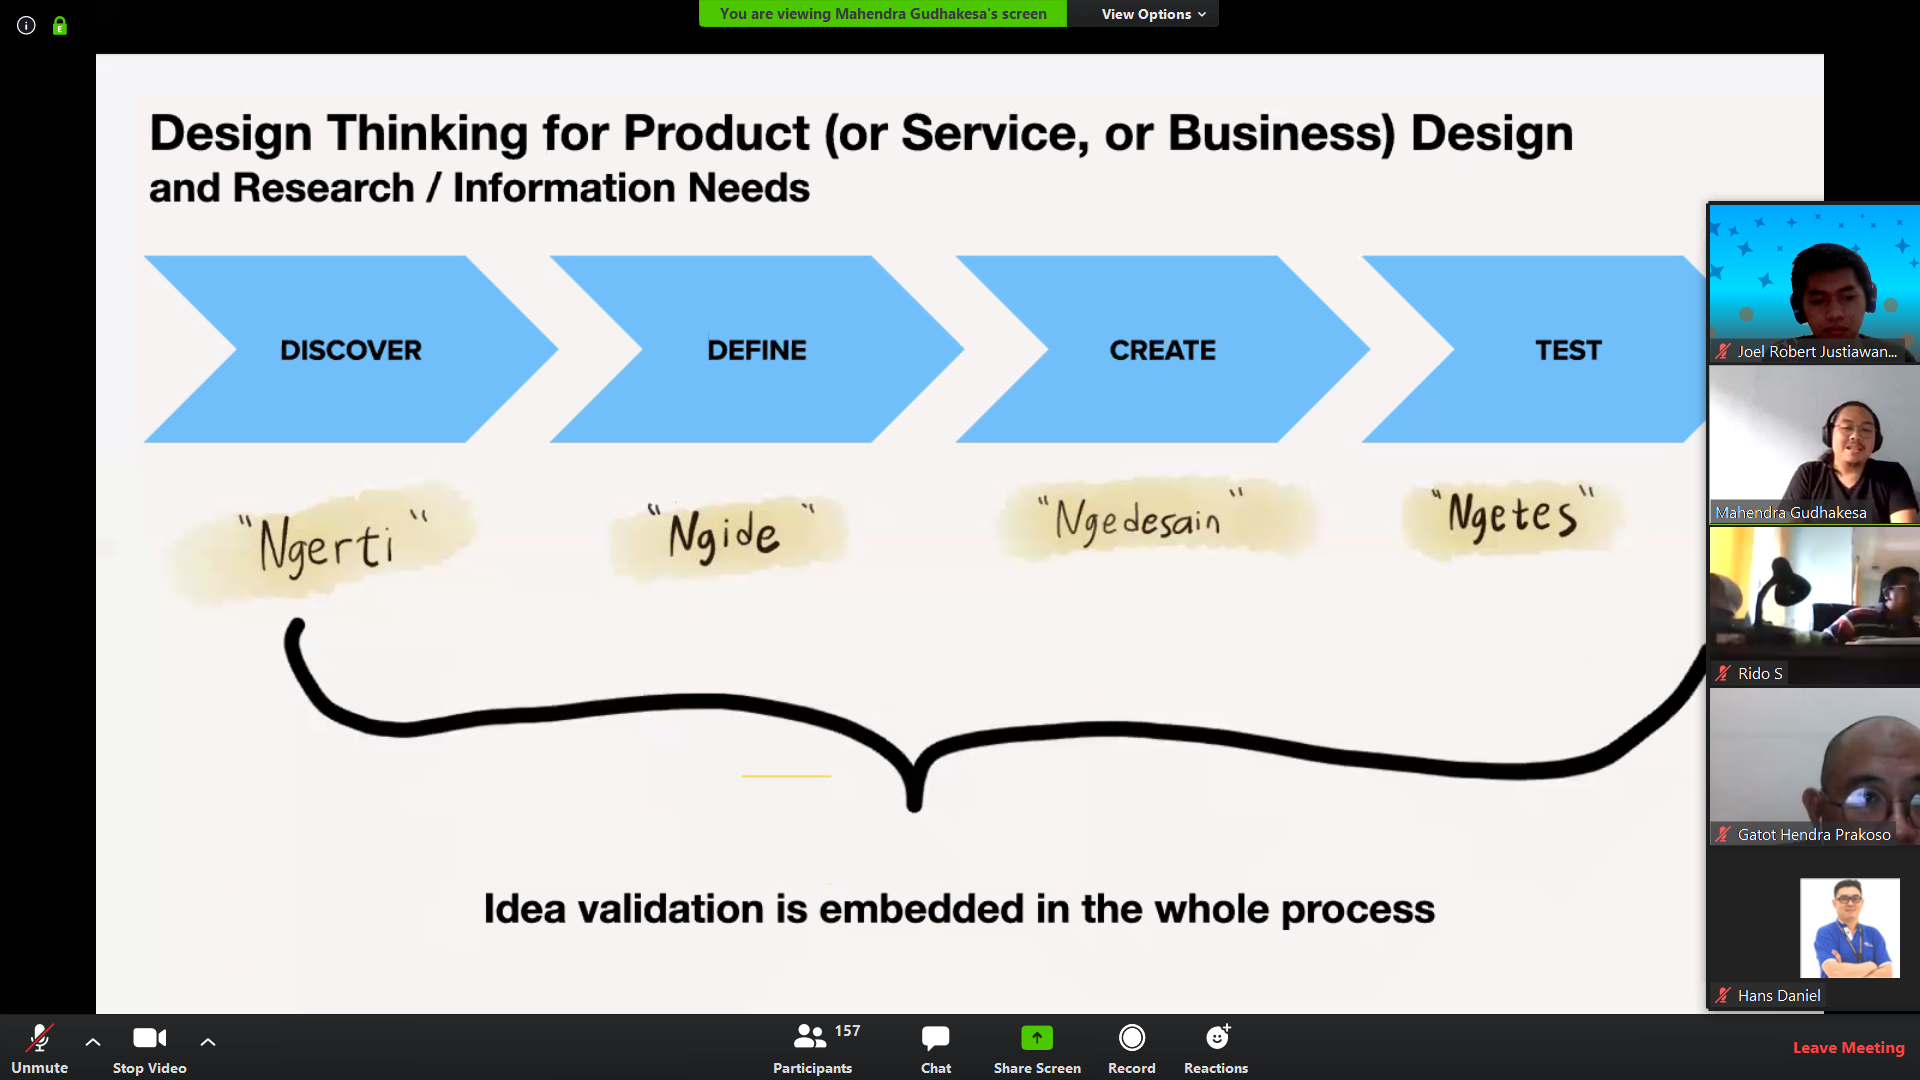 You are viewing Mahendra Gudhakesa's screen
View Options
Design Thinking for Product (or Service, or Business) Design
and Research / Information Needs
DISCOVER
DEFINE
CREATE
TEST
"Ngerti"
"Ngide"
"Ngedesain"
"Ngetes"
Idea validation is embedded in the whole process
Joel Robert Justiawan...
Mahendra Gudhakesa
Rido S
Gatot Hendra Prakoso
Hans Daniel
Unmute
Stop Video
Participants
157
Chat
Share Screen
Record
Reactions
Leave Meeting